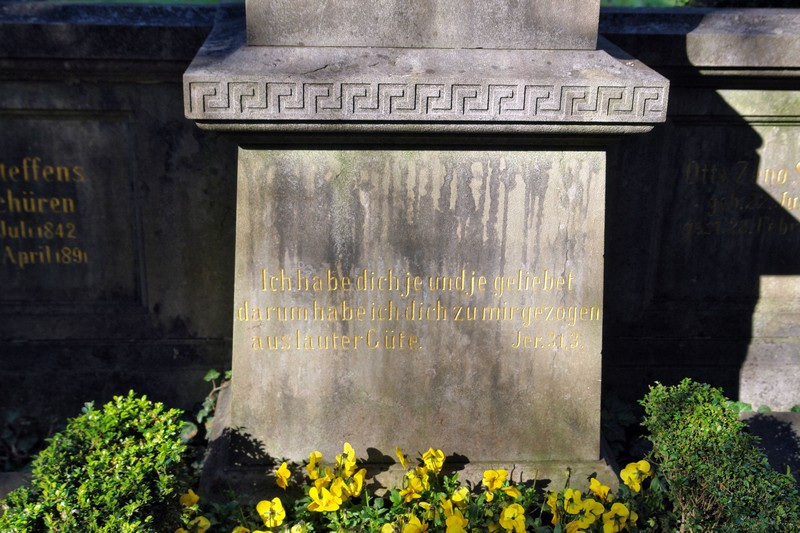 teffens
chüren
Juli 1842
April 1891
Ich habe dich je und je geliebet
darum habe ich dich zu mir gezogen
aus lauter Güte.     Jer. 31. 3.
Otto